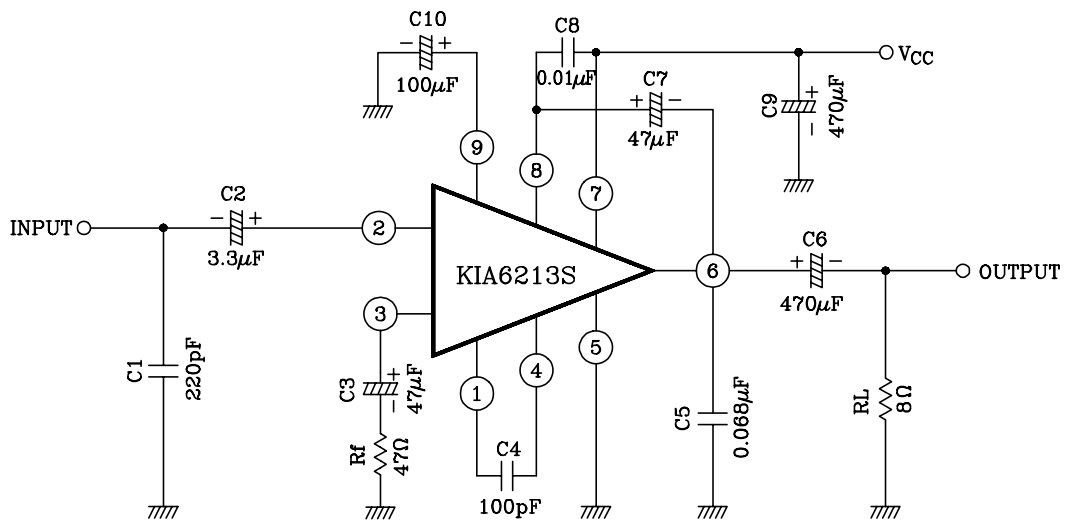 C10
- +
100µF
C8
0.01µF
VCC
C7
+ -
47µF
C9
+
-
470µF
9
8
7
INPUT
C2
- +
3.3µF
2
KIA6213S
6
C6
+ -
470µF
OUTPUT
3
C1
220pF
C3
+
-
47µF
Rf
47Ω
1
4
5
C4
100pF
C5
0.068µF
RL
8Ω